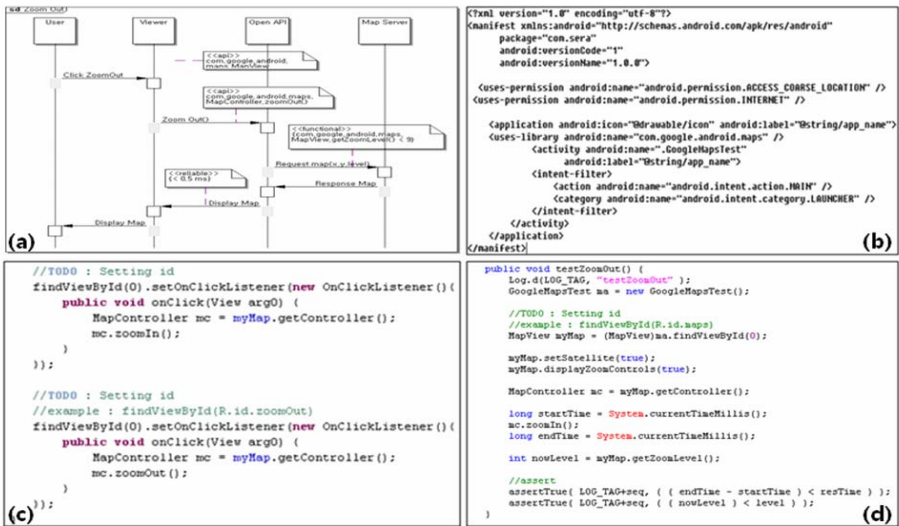 sd Zoom Out
User
Viewer
Open API
Map Server
<<api>>
com,google,android,
maps,MapView
Click ZoomOut
<<api>>
com,google,android,maps,
MapController,zoomOut()
Zoom Out()
<<functional>>
{com,google,android,maps,
MapView,getZoomLevel() < 9}
Request map(x,y,level)
<<reliable>>
{< 0,5 ms}
Response Map
Display Map
Display Map
(a)
<?xml version="1.0" encoding="utf-8"?>
<manifest xmlns:android="http://schemas.android.com/apk/res/android"
package="com.sera"
android:versionCode="1"
android:versionName="1.0.0">
<uses-permission android:name="android.permission.ACCESS_COARSE_LOCATION" />
<uses-permission android:name="android.permission.INTERNET" />
<application android:icon="@drawable/icon" android:label="@string/app_name">
<uses-library android:name="com.google.android.maps" />
<activity android:name=".GoogleMapsTest"
android:label="@string/app_name">
<intent-filter>
<action android:name="android.intent.action.MAIN" />
<category android:name="android.intent.category.LAUNCHER" />
</intent-filter>
</activity>
</application>
</manifest>
(b)
//TODO : Setting id
findViewById(0).setOnClickListener(new OnClickListener(){
public void onClick(View arg0) {
MapController mc = myMap.getController();
mc.zoomIn();
}
});
//TODO : Setting id
//example : findViewById(R.id.zoomOut)
findViewById(0).setOnClickListener(new OnClickListener(){
public void onClick(View arg0) {
MapController mc = myMap.getController();
mc.zoomOut();
}
});
(c)
public void testZoomOut() {
Log.d(LOG_TAG, "testZoomOut" );
GoogleMapsTest ma = new GoogleMapsTest();
//TODO : Setting id
//example : findViewById(R.id.maps)
MapView myMap = (MapView)ma.findViewById(0);
myMap.setSatellite(true);
myMap.displayZoomControls(true);
MapController mc = myMap.getController();
long startTime = System.currentTimeMillis();
mc.zoomIn();
long endTime = System.currentTimeMillis();
int nowLevel = myMap.getZoomLevel();
//assert
assertTrue( LOG_TAG+seq, ( ( endTime - startTime ) < resTime ) );
assertTrue( LOG_TAG+seq, ( ( nowLevel ) < level ) );
}
(d)